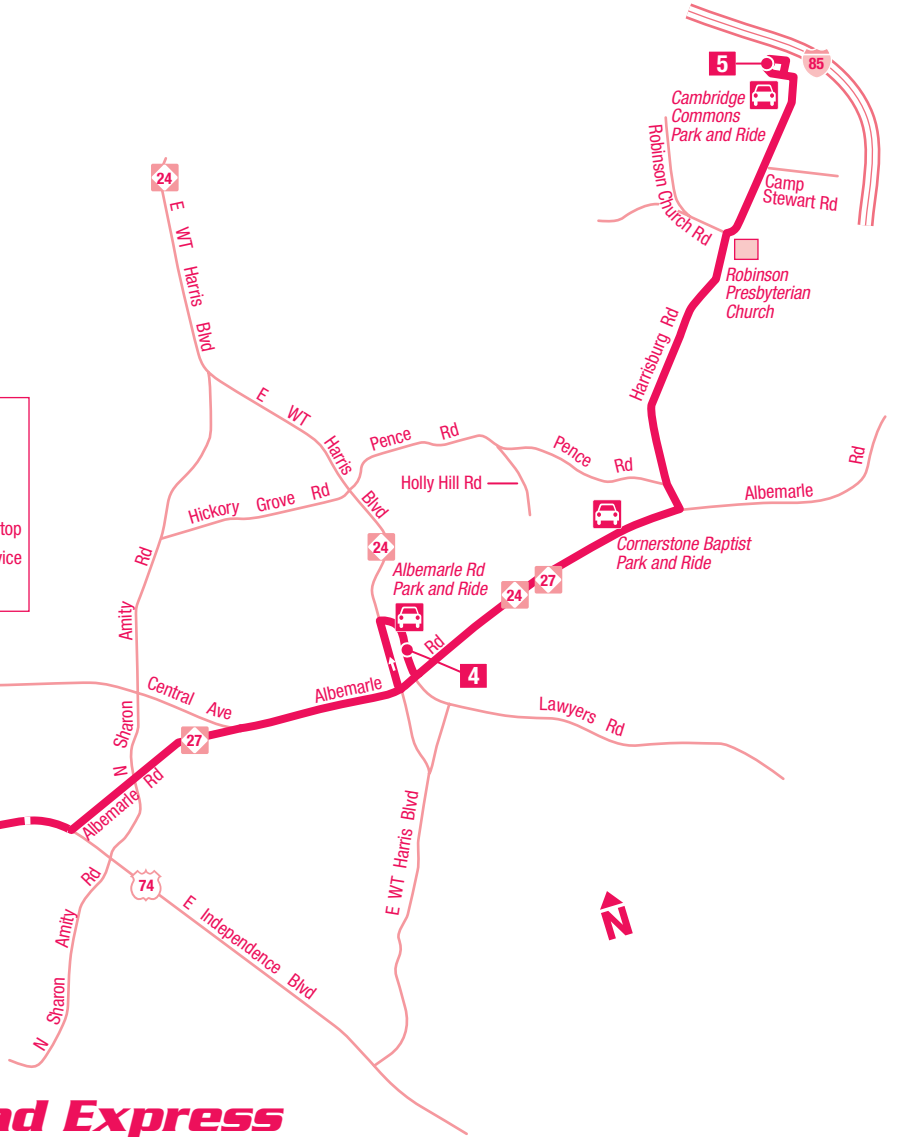 5
85
Cambridge
Commons
Park and Ride
Robinson Church Rd
Camp
Stewart Rd
24
E WT Harris Blvd
Robinson
Presbyterian
Church
Harrisburg Rd
E WT Harris Blvd
Pence Rd
Pence Rd
Holly Hill Rd
Albemarle Rd
Hickory Grove Rd
24
Cornerstone Baptist
Park and Ride
Albemarle Rd
Park and Ride
27
24
4
N Sharon Amity Rd
Central Ave
Albemarle Rd
Lawyers Rd
27
Albemarle Rd
E WT Harris Blvd
74
E Independence Blvd
N Sharon Amity Rd
N
Express